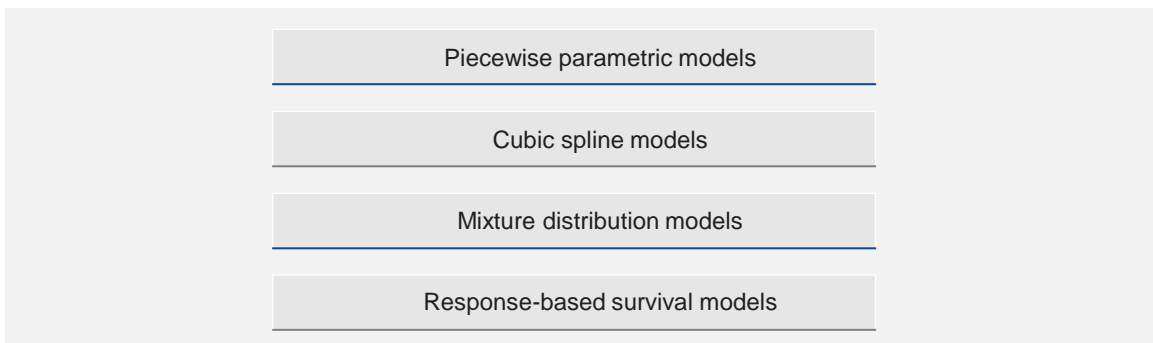 Piecewise parametric models
Cubic spline models
Mixture distribution models
Response-based survival models